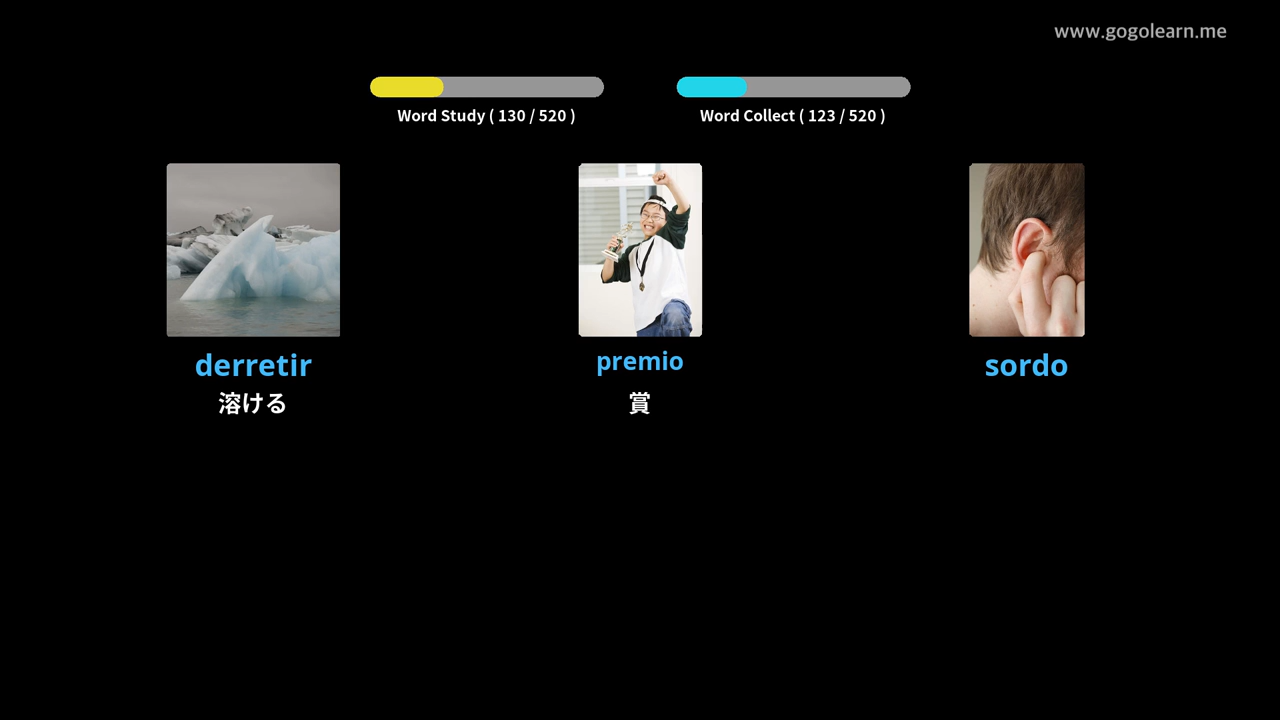 www.gogolearn.me
Word Study ( 130 / 520 )
Word Collect ( 123 / 520 )
derretir
溶ける
premio
賞
sordo